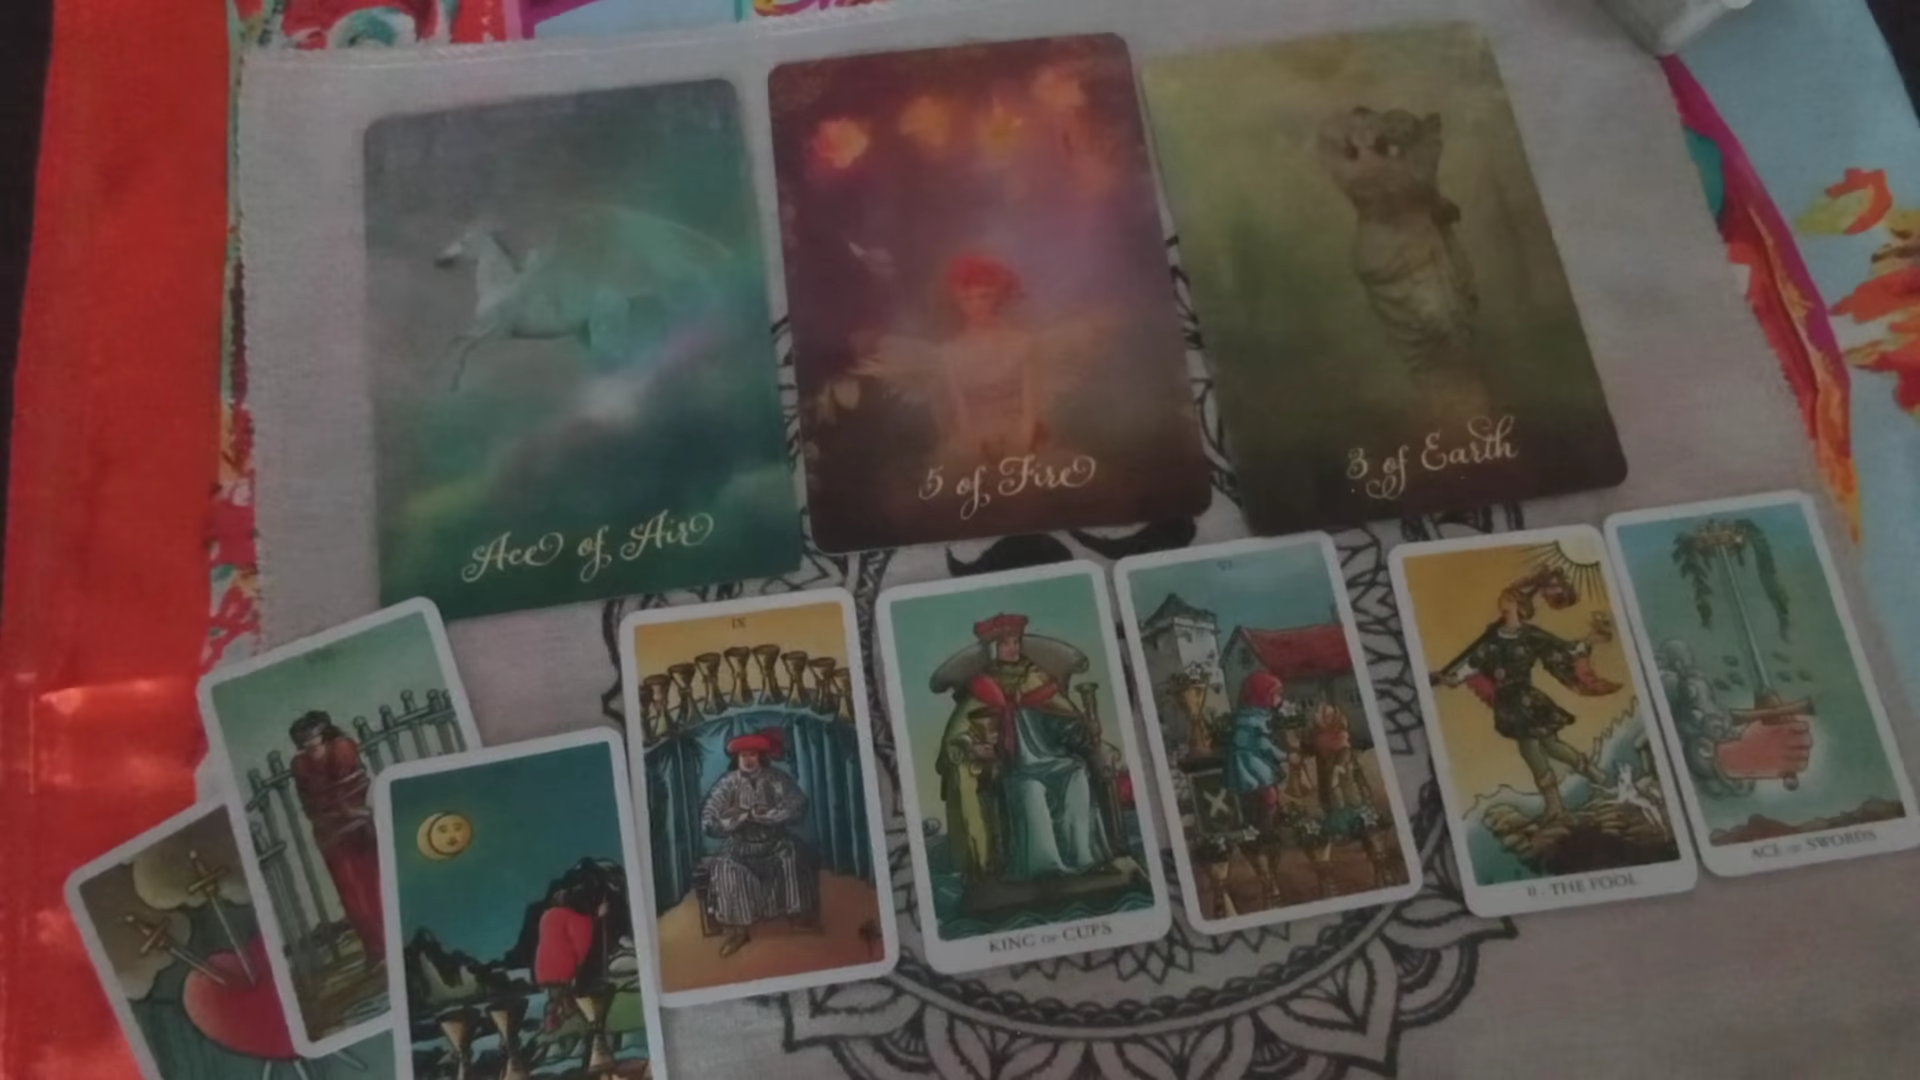 Ace of Air
5 of Fire
3 of Earth
IX
VI
KING OF CUPS
0 . THE FOOL
ACE OF SWORDS